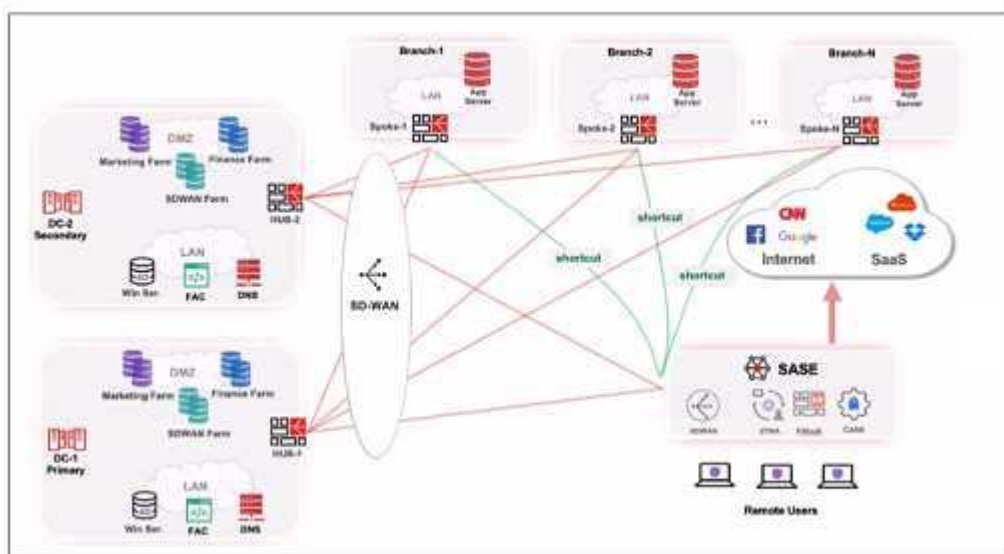 Branch-1
Branch-2
Branch-N
LAN
App
Server
LAN
App
Server
LAN
App
Server
Spoke-1
Spoke-2
...
Spoke-N
DMZ
Marketing Farm
Finance Farm
SDWAN Farm
DC-2
Secondary
HUB-2
LAN
Win Ser.
FAC
DNS
SD-WAN
shortcut
shortcut
shortcut
CNN
Google
Internet
SaaS
DMZ
Marketing Farm
Finance Farm
SDWAN Farm
DC-1
Primary
HUB-1
LAN
Win Ser.
FAC
DNS
SASE
SDWAN
ZTNA
CASB
Remote Users